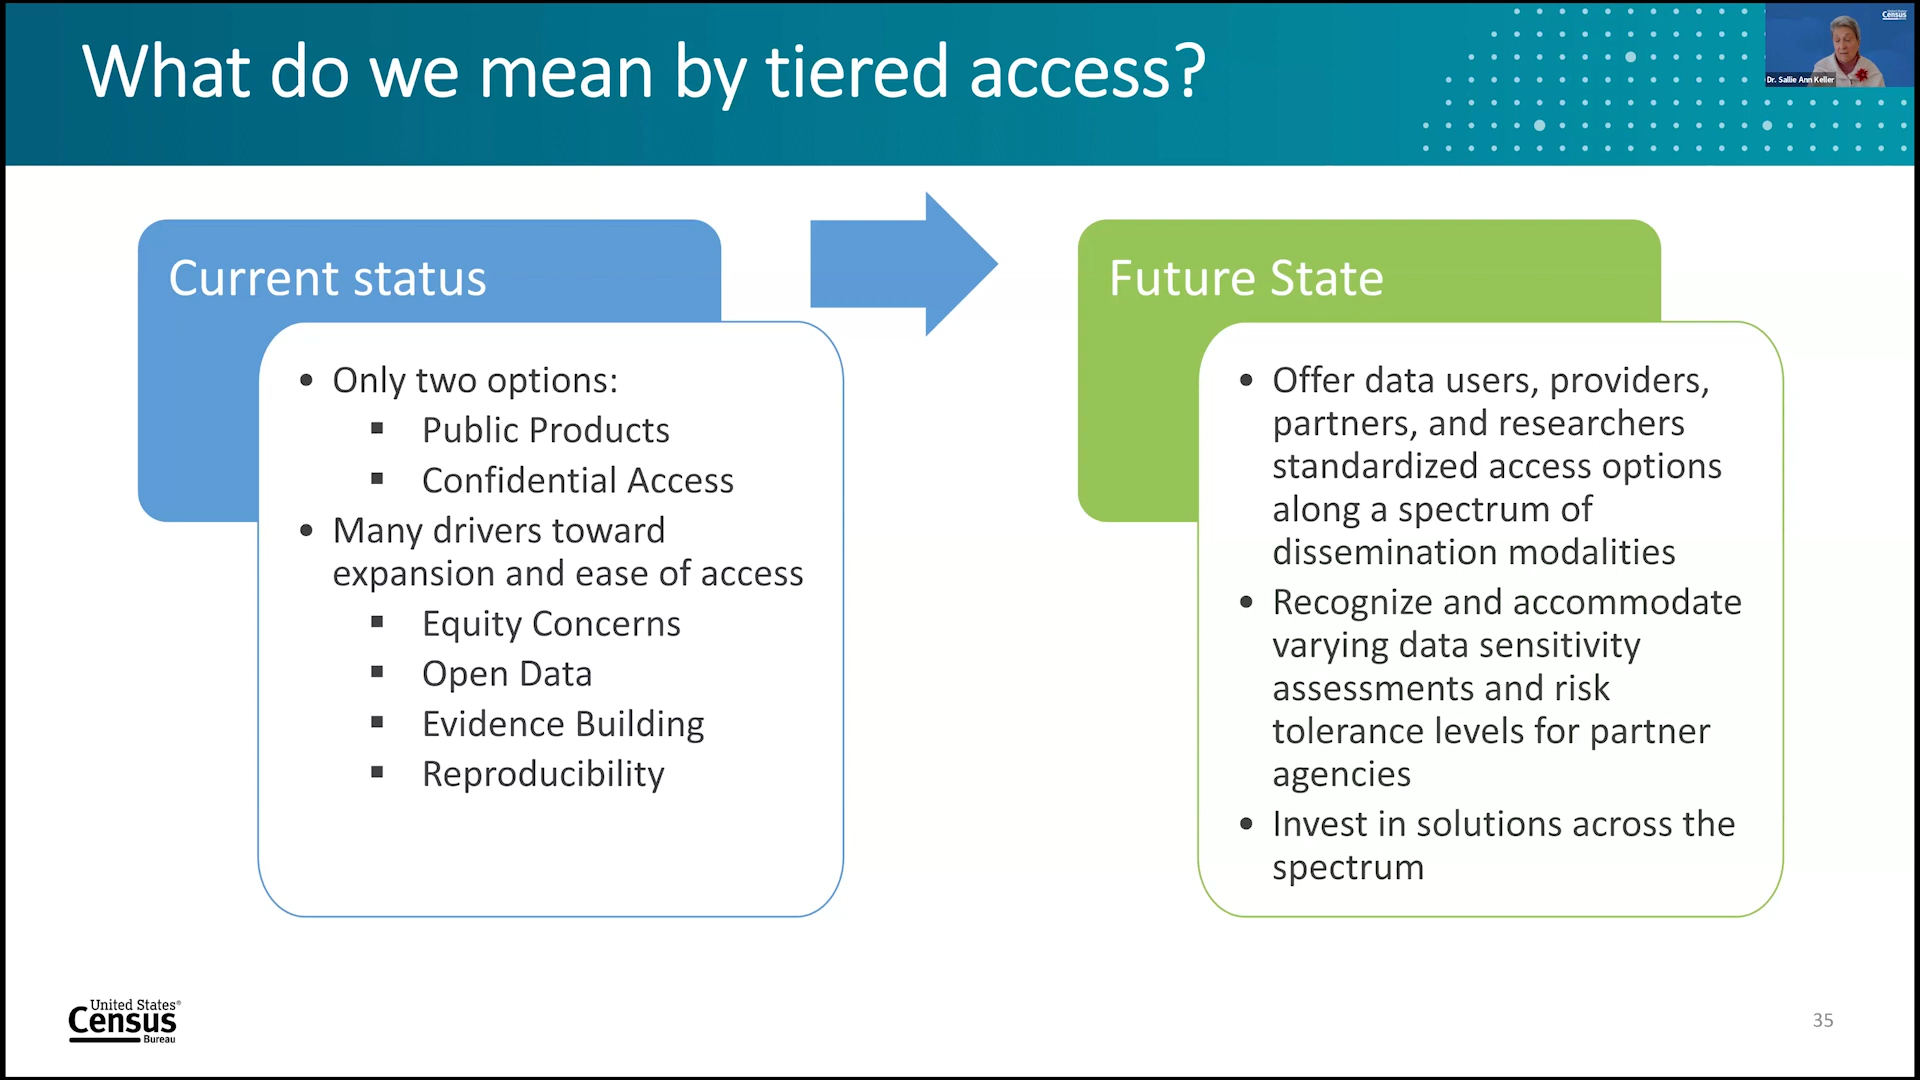 What do we mean by tiered access?
Census
Dr. Sallie Ann Keller
Current status
• Only two options:
▪ Public Products
▪ Confidential Access
• Many drivers toward
expansion and ease of access
▪ Equity Concerns
▪ Open Data
▪ Evidence Building
▪ Reproducibility
Future State
• Offer data users, providers,
partners, and researchers
standardized access options
along a spectrum of
dissemination modalities
• Recognize and accommodate
varying data sensitivity
assessments and risk
tolerance levels for partner
agencies
• Invest in solutions across the
spectrum
United States®
Census
Bureau
35